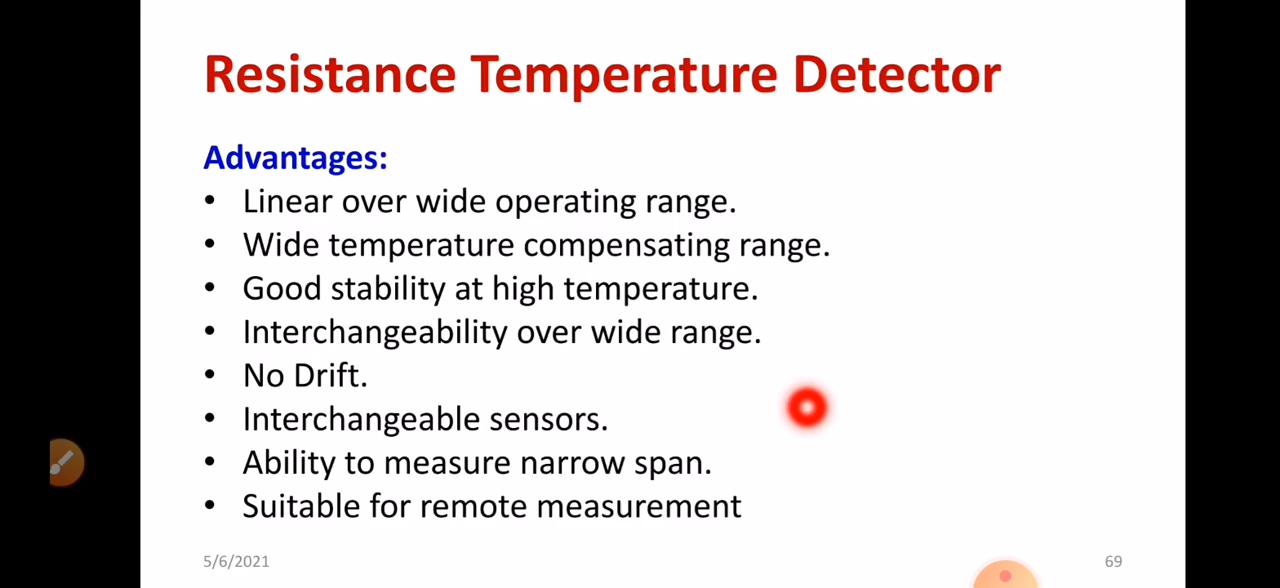 Resistance Temperature Detector
Advantages:
• Linear over wide operating range.
• Wide temperature compensating range.
• Good stability at high temperature.
• Interchangeability over wide range.
• No Drift.
• Interchangeable sensors.
• Ability to measure narrow span.
• Suitable for remote measurement
5/6/2021
69